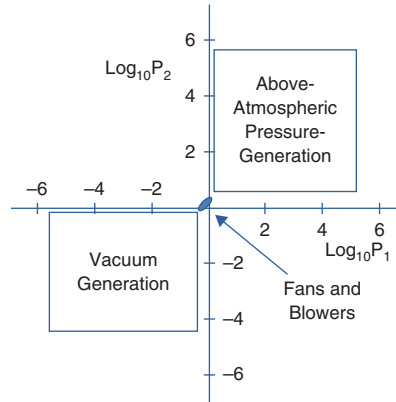 6
Log₁₀P₂
4
2
Above-
Atmospheric
Pressure-
Generation
–6
–4
–2
2
4
6
Log₁₀P₁
–2
–4
–6
Vacuum
Generation
Fans and
Blowers